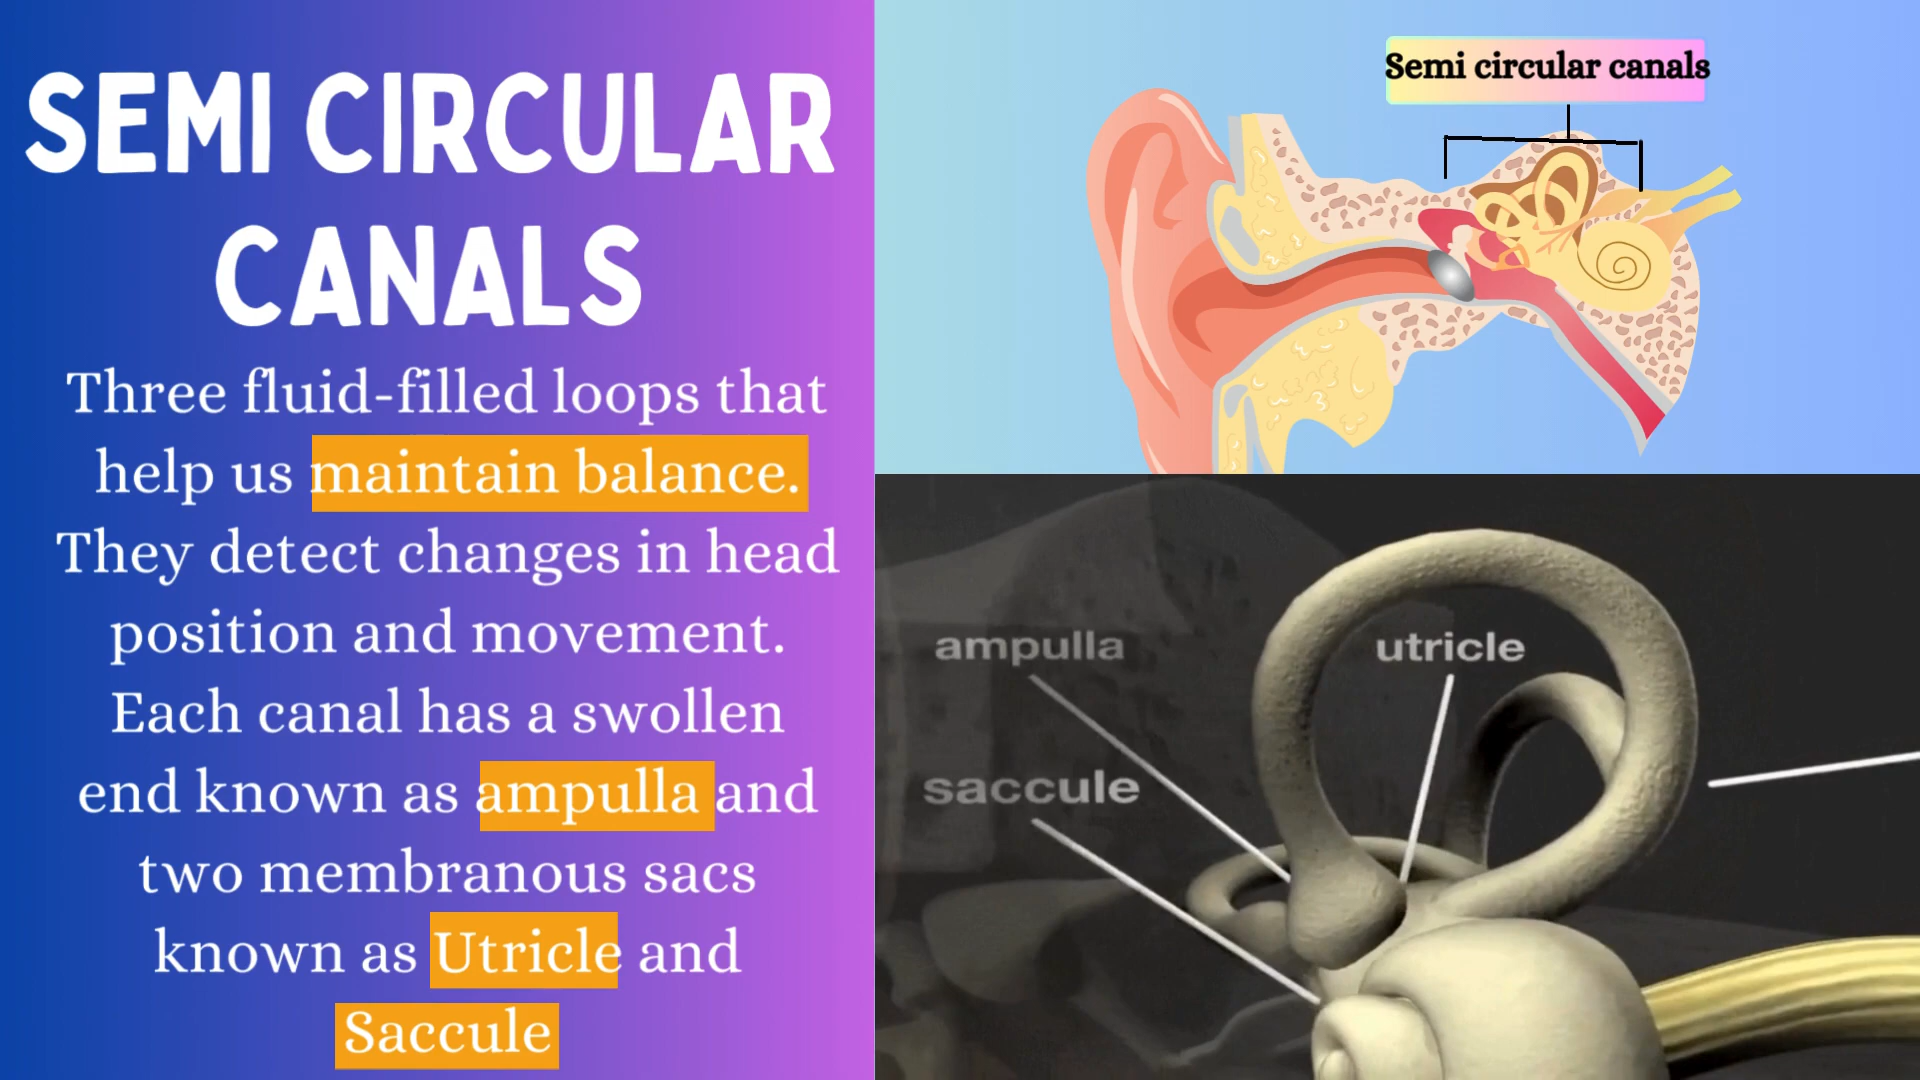 SEMI CIRCULAR
CANALS
Three fluid-filled loops that
help us maintain balance.
They detect changes in head
position and movement.
Each canal has a swollen
end known as ampulla and
two membranous sacs
known as Utricle and
Saccule
Semi circular canals
ampulla
utricle
saccule